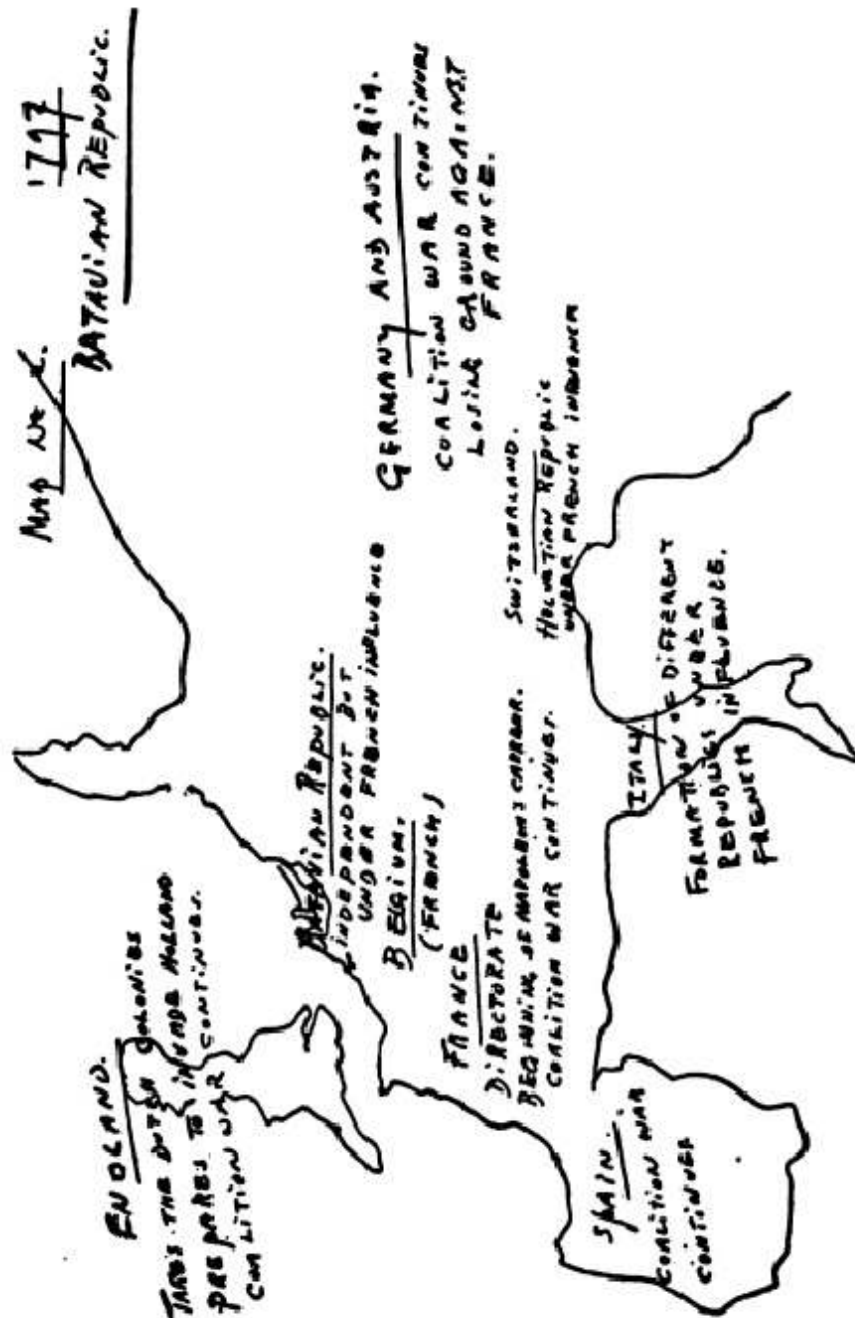 MAP No 2.
1797
BATAVIAN REPUBLIC.
ENGLAND.
TAKES THE DUTCH COLONIES
PREPARES TO INVADE HOLLAND
COALITION WAR CONTINUES.
BATAVIAN REPUBLIC.
INDEPENDENT BUT
UNDER FRENCH INFLUENCE
BELGIUM.
(FRENCH)
GERMANY AND AUSTRIA.
COALITION WAR CONTINUES
LOSING GROUND AGAINST
FRANCE.
FRANCE
DIRECTORATE
BEGINNING OF NAPOLEON'S CARREER.
COALITION WAR CONTINUES.
SWITZERLAND.
HELVETIAN REPUBLIC
UNDER FRENCH INFLUENCE
ITALY.
FORMATION OF DIFFERENT
REPUBLICS UNDER
FRENCH INFLUENCE.
SPAIN.
COALITION WAR
CONTINUES